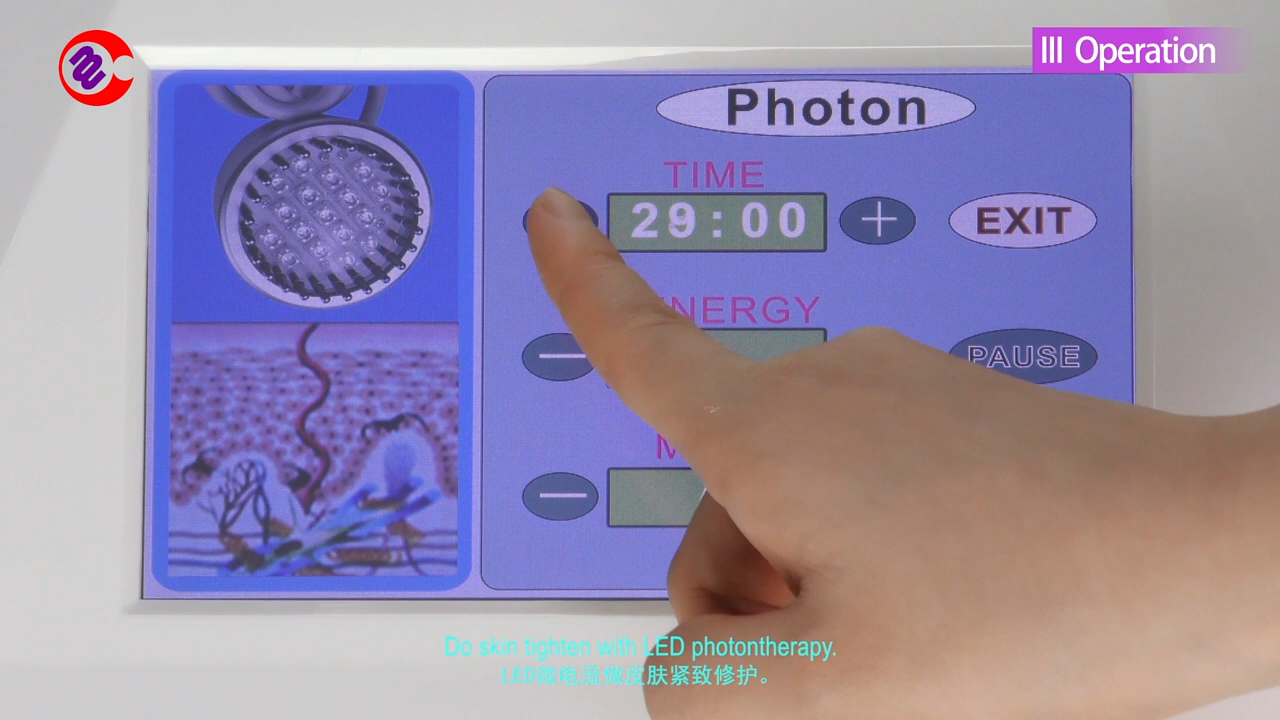 III Operation
Photon
TIME
29:00
+
EXIT
NERGY
—
PAUSE
M
—
Do skin tighten with LED photontherapy.
LED微电流做皮肤紧致修护。